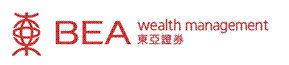 BEA wealth management
東亞證券